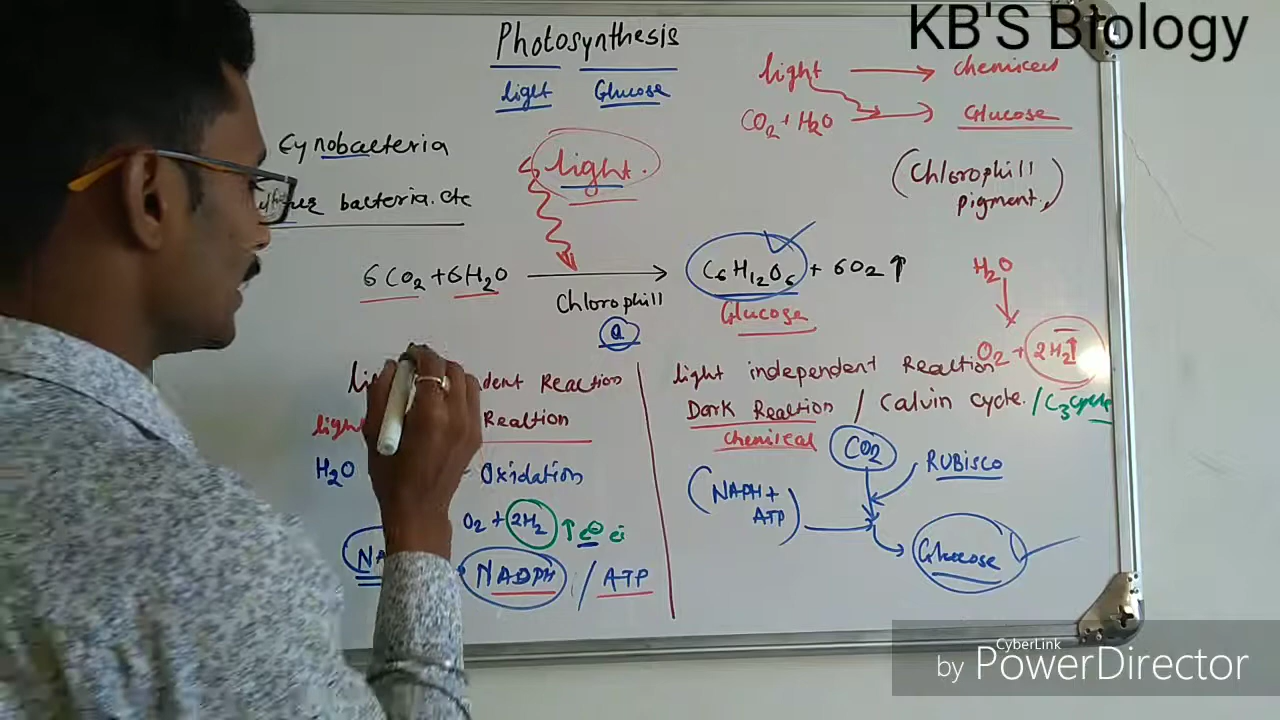 KB'S Biology
Photosynthesis
light Glucose
light → chemical
CO2 + H2O → Glucose
(Chlorophill pigment)
Cynobacteria
bacteria. etc
light.
6CO2 + 6H2O → C6H12O6 + 6O2 ↑
Chlorophill
a
Glucose
H2O
O2 + 2H2↑
dent Reaction
light Realtion
H2O Oxidation
O2 + 2H2 ↑ e⊖
NADPH / ATP
light independent Reaction
Dark Reaction / Calvin cycle. / C3 cycle
chemical
CO2
RUBISCO
(NAPH+
ATP)
Glucose
CyberLink
by PowerDirector